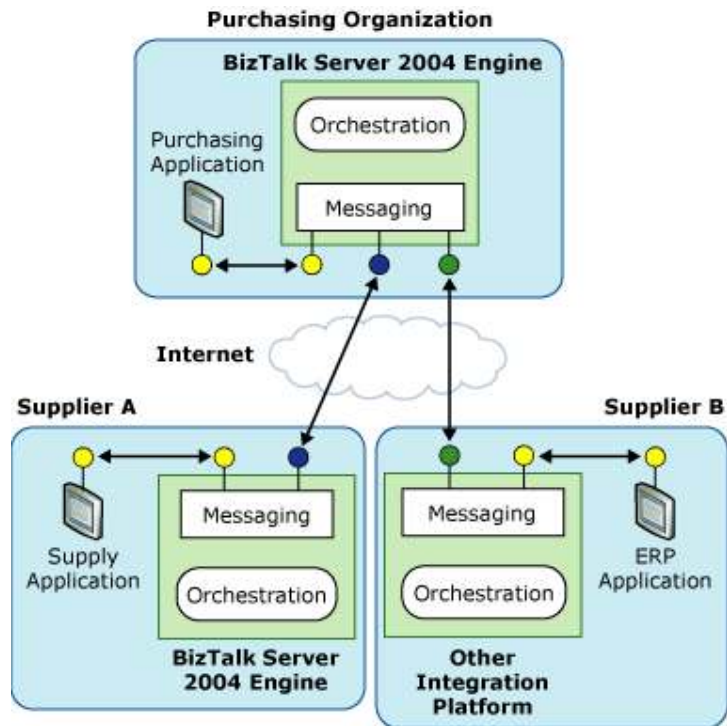 Purchasing Organization
BizTalk Server 2004 Engine
Orchestration
Purchasing
Application
Messaging
Internet
Supplier A
Supplier B
Messaging
Supply
Application
Orchestration
BizTalk Server
2004 Engine
Messaging
ERP
Application
Orchestration
Other
Integration
Platform